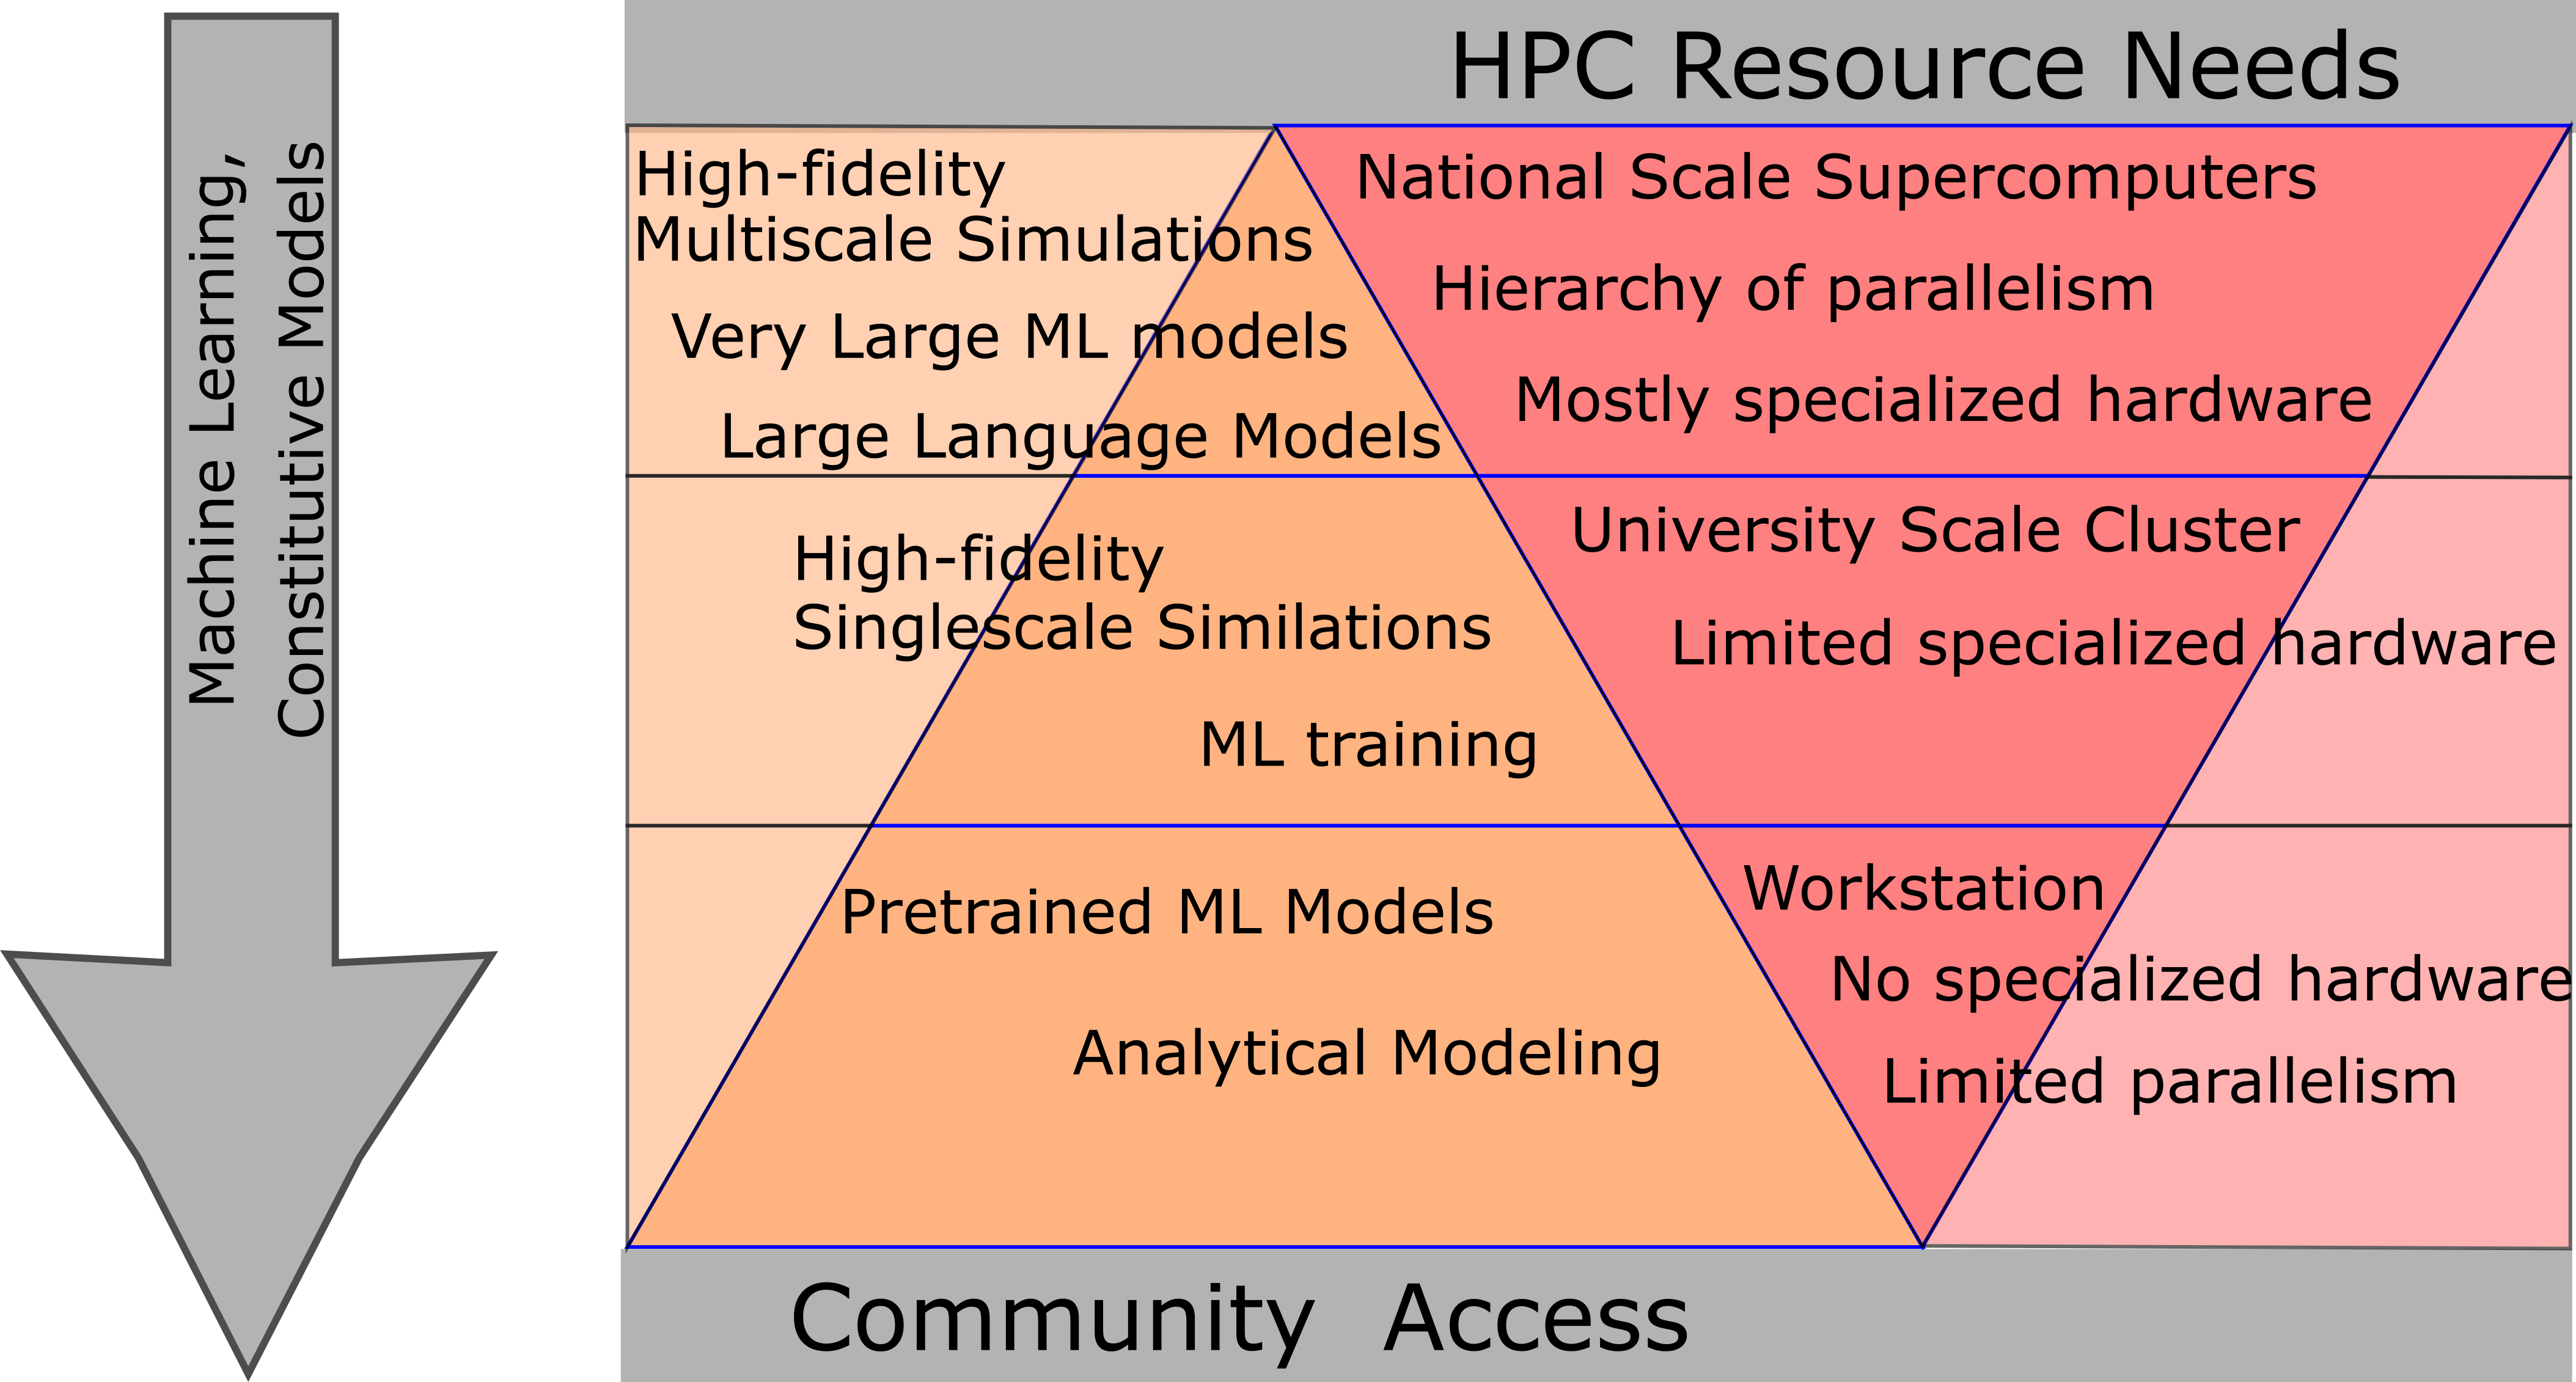 Machine Learning,
Constitutive Models
HPC Resource Needs
High-fidelity
Multiscale Simulations
Very Large ML models
Large Language Models
National Scale Supercomputers
Hierarchy of parallelism
Mostly specialized hardware
High-fidelity
Singlescale Similations
ML training
University Scale Cluster
Limited specialized hardware
Pretrained ML Models
Analytical Modeling
Workstation
No specialized hardware
Limited parallelism
Community Access